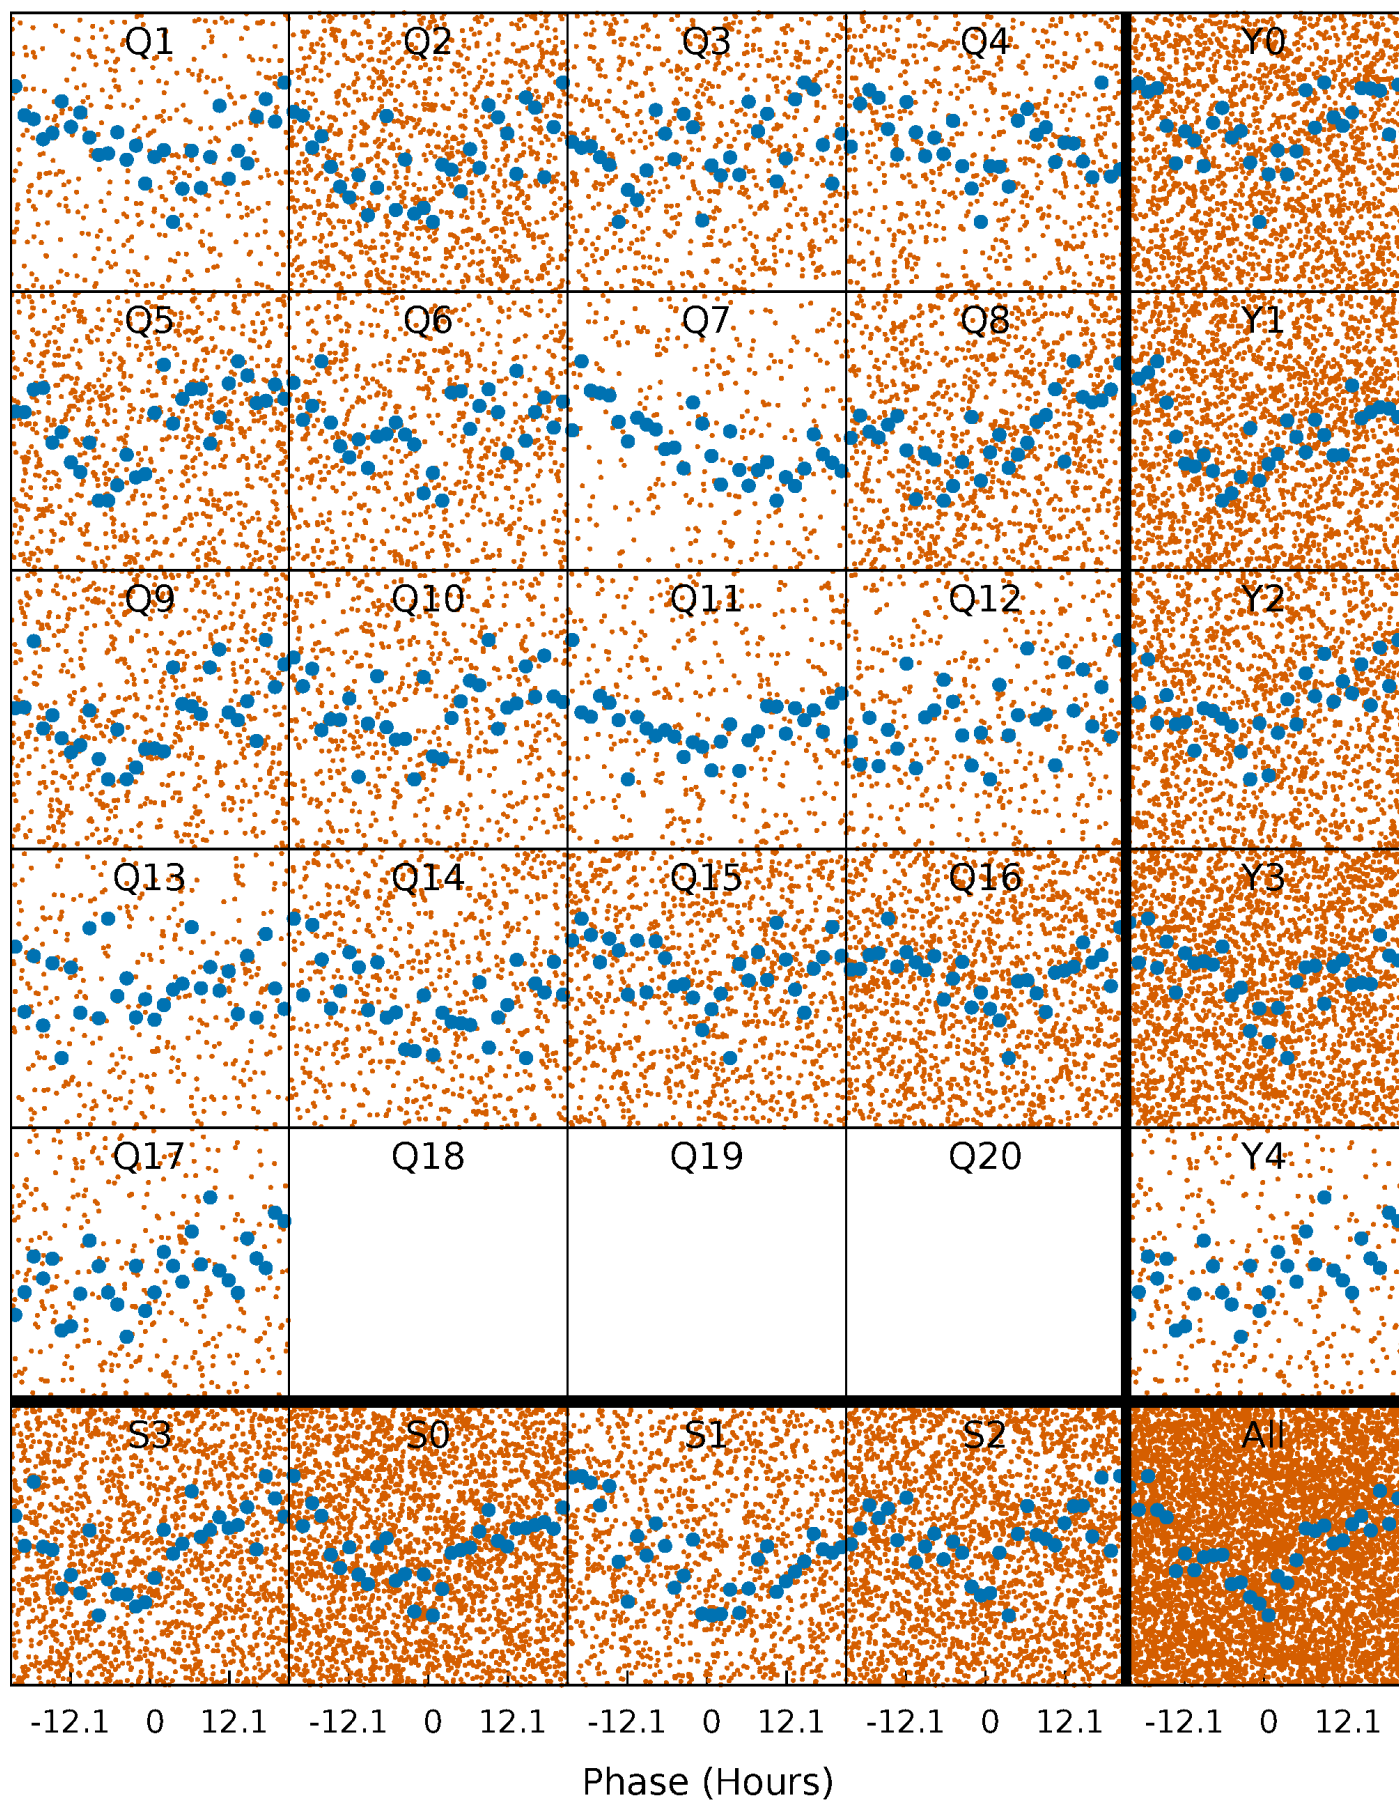 Q1 Q2 Q3 Q4 Y0
Q5 Q6 Q7 Q8 Y1
Q9 Q10 Q11 Q12 Y2
Q13 Q14 Q15 Q16 Y3
Q17 Q18 Q19 Q20 Y4
S3 S0 S1 S2 All
-12.1 0 12.1 -12.1 0 12.1 -12.1 0 12.1 -12.1 0 12.1 -12.1 0 12.1
Phase (Hours)